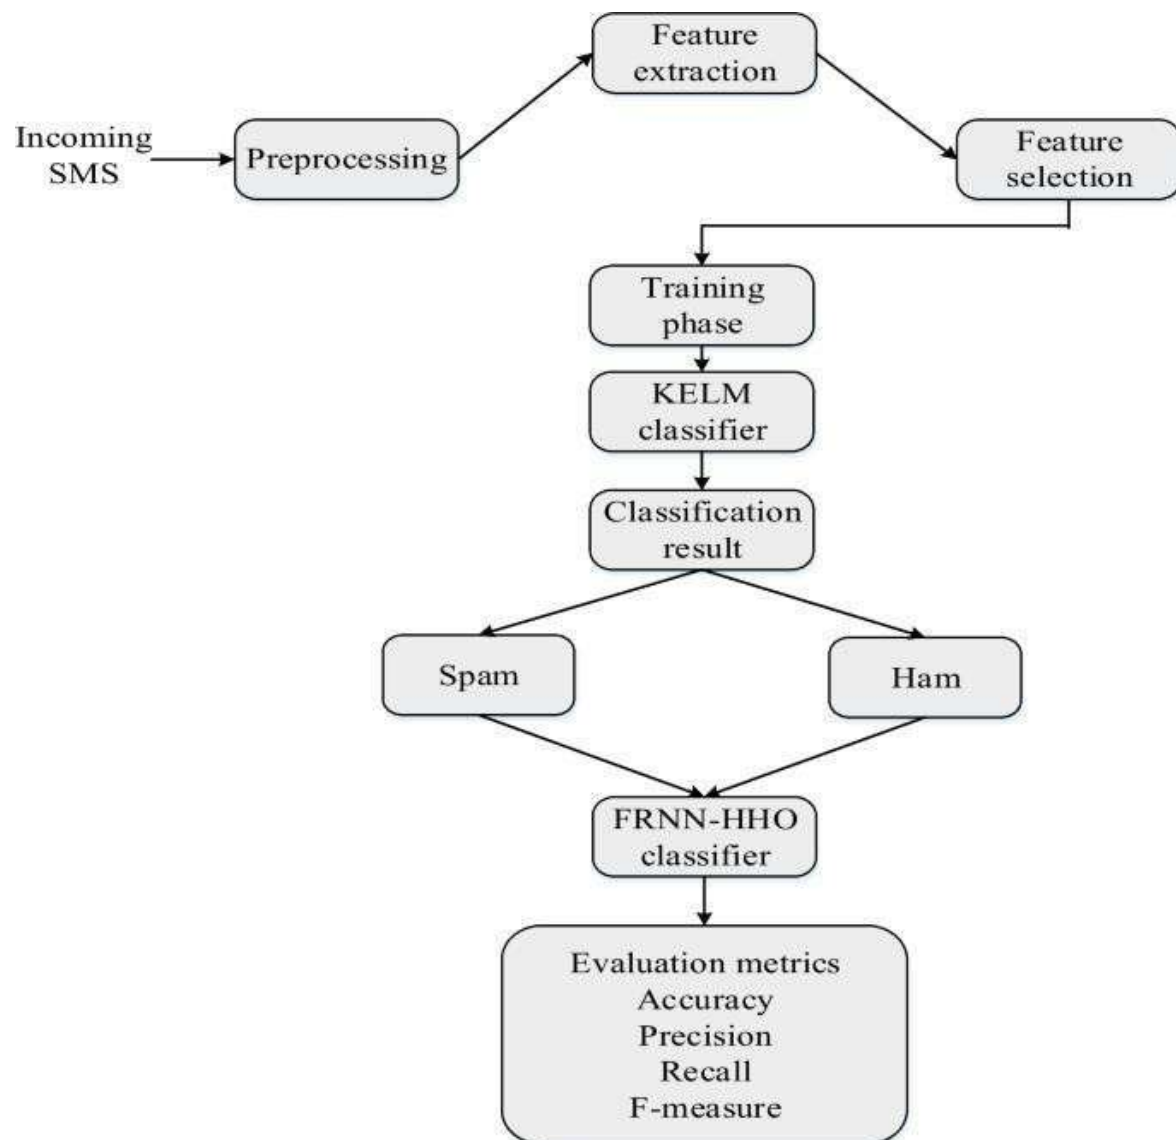 Feature
extraction
Incoming
SMS
Preprocessing
Feature
selection
Training
phase
KELM
classifier
Classification
result
Spam
Ham
FRNN-HHO
classifier
Evaluation metrics
Accuracy
Precision
Recall
F-measure